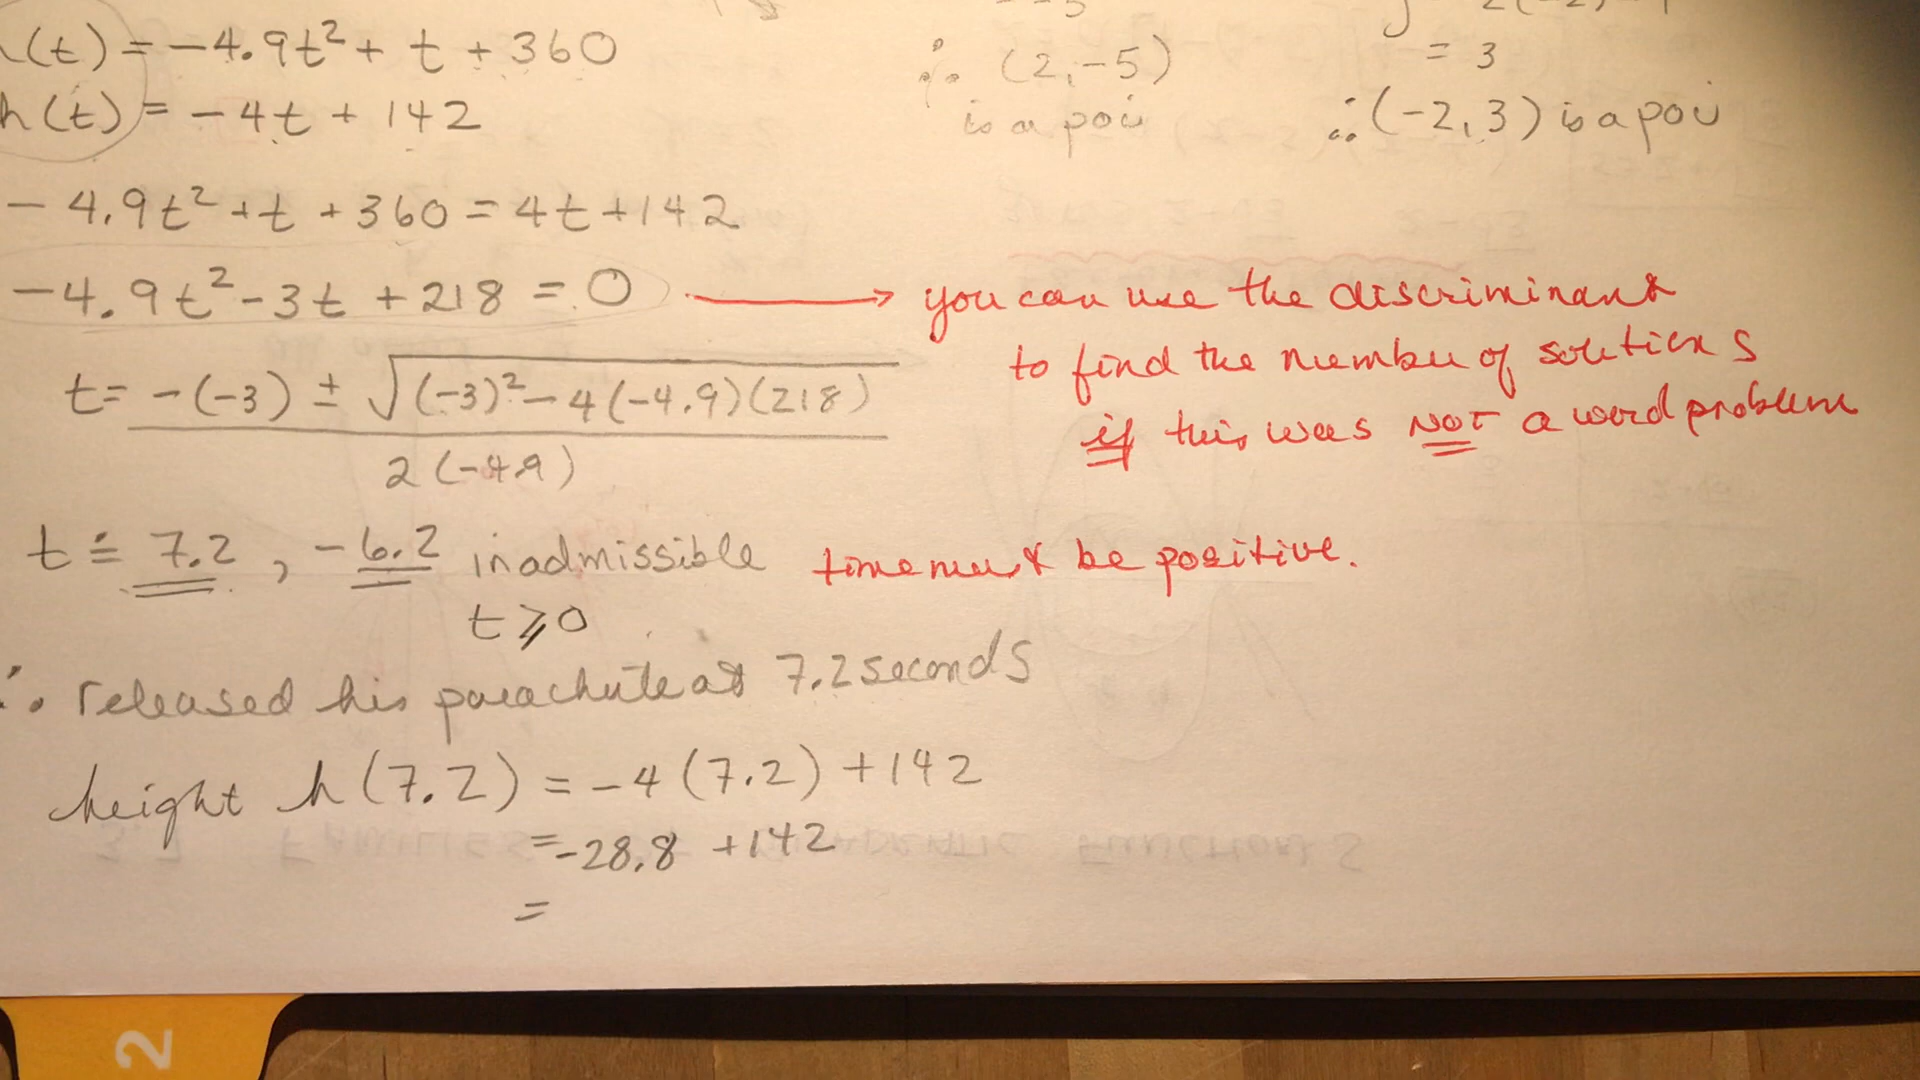 (t) = -4.9t² + t + 360
h(t) = -4t + 142
-4.9t² + t + 360 = 4t + 142
-4.9t² - 3t + 218 = 0
t = -(-3) ± √(-3)² - 4(-4.9)(218)
2(-4.9)
t ≐ 7.2 , -6.2 inadmissible
t ⩾ 0
∴ released his parachute at 7.2 seconds
height h(7.2) = -4(7.2) + 142
= -28.8 + 142
=
∴ (2,-5)
is a poi
= 3
∴ (-2,3) is a poi
you can use the discriminant
to find the number of solutions
if this was NOT a word problem
time must be positive.
2